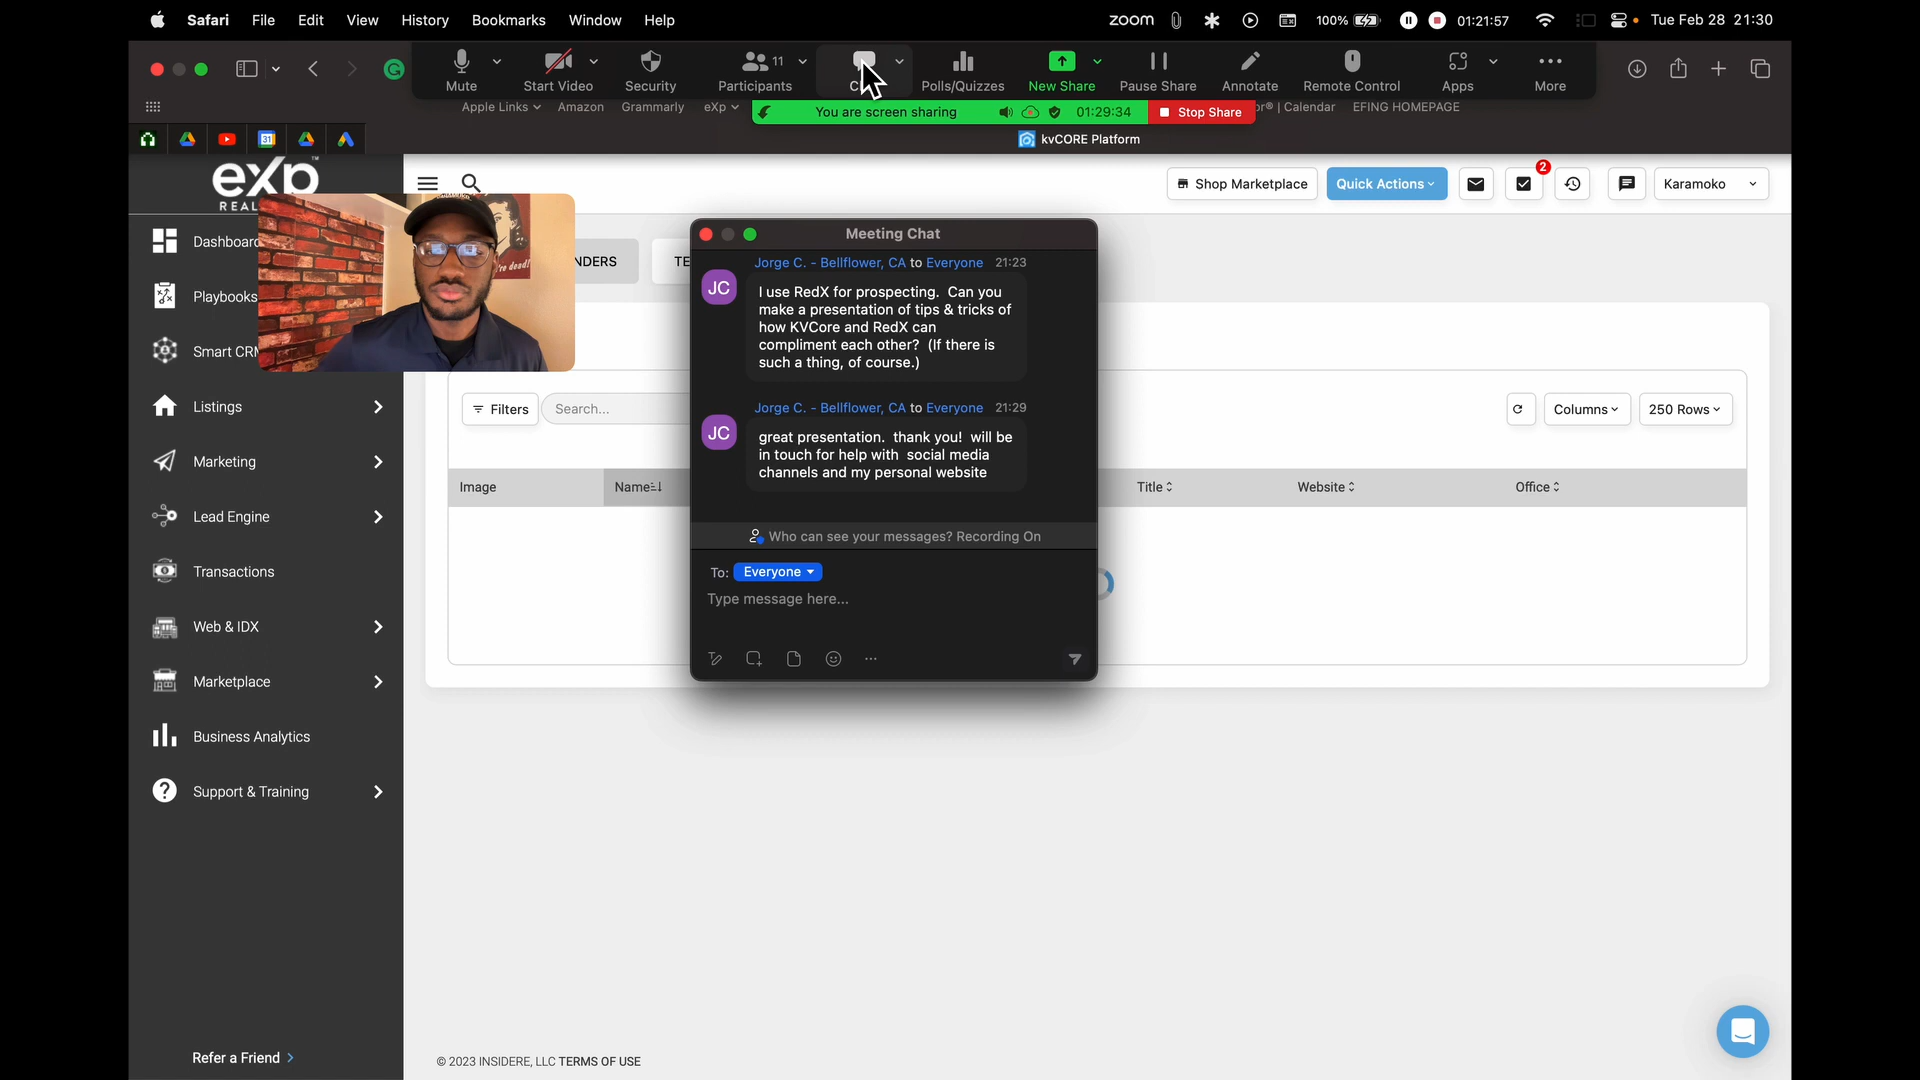 Safari File Edit View History Bookmarks Window Help
zoom 100% 01:21:57 Tue Feb 28 21:30
Mute Start Video Security Participants 11 Polls/Quizzes New Share Pause Share Annotate Remote Control Apps More
Apple Links Amazon Grammarly eXp
You are screen sharing 01:29:34 Stop Share
| Calendar EFING HOMEPAGE
kvCORE Platform
eXp
REAL
Shop Marketplace
Quick Actions
2
Karamoko
Dashboard
Playbooks
Smart CRM
Listings
Marketing
Lead Engine
Transactions
Web & IDX
Marketplace
Business Analytics
Support & Training
Refer a Friend
NDERS
TE
Filters
Search...
Columns
250 Rows
Image
Name
Title
Website
Office
Meeting Chat
Jorge C. - Bellflower, CA to Everyone 21:23
JC
I use RedX for prospecting. Can you
make a presentation of tips & tricks of
how KVCore and RedX can
compliment each other? (If there is
such a thing, of course.)
Jorge C. - Bellflower, CA to Everyone 21:29
JC
great presentation. thank you! will be
in touch for help with social media
channels and my personal website
Who can see your messages? Recording On
To: Everyone
Type message here...
© 2023 INSIDERE, LLC TERMS OF USE